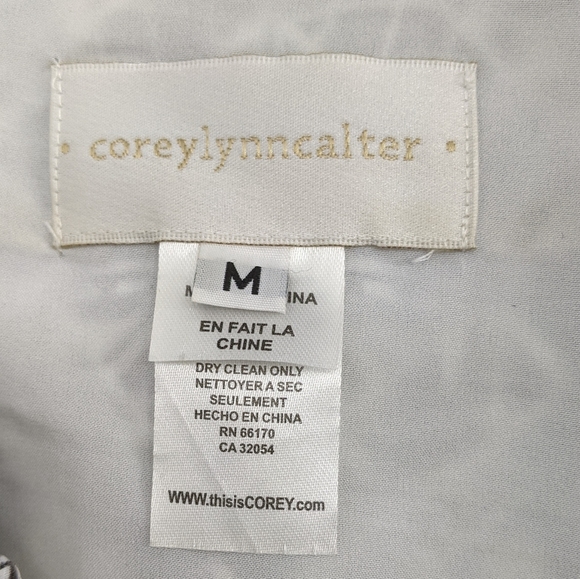 • coreylynncalter •
M
M INA
EN FAIT LA
CHINE
DRY CLEAN ONLY
NETTOYER A SEC
SEULEMENT
HECHO EN CHINA
RN 66170
CA 32054
WWW.thisisCOREY.com